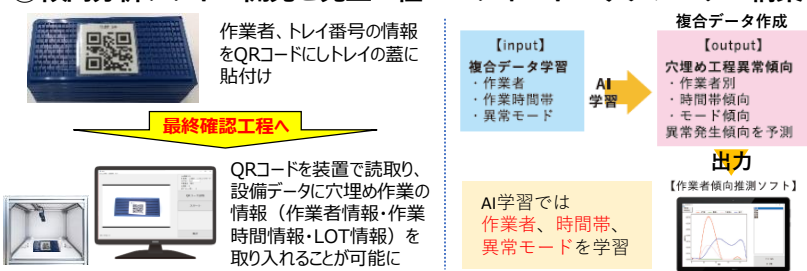 作業者、トレイ番号の情報
をQRコードにしトレイの蓋に
貼付け
最終確認工程へ
QRコードを装置で読取り、
設備データに穴埋め作業の
情報（作業者情報・作業
時間情報・LOT情報）を
取り入れることが可能に
複合データ作成
【input】
複合データ学習
・作業者
・作業時間帯
・異常モード
AI
学習
【output】
穴埋め工程異常傾向
・作業者別
・時間帯傾向
・モード傾向
異常発生傾向を予測
出力
【作業者傾向推測ソフト】
AI学習では
作業者、時間帯、
異常モードを学習